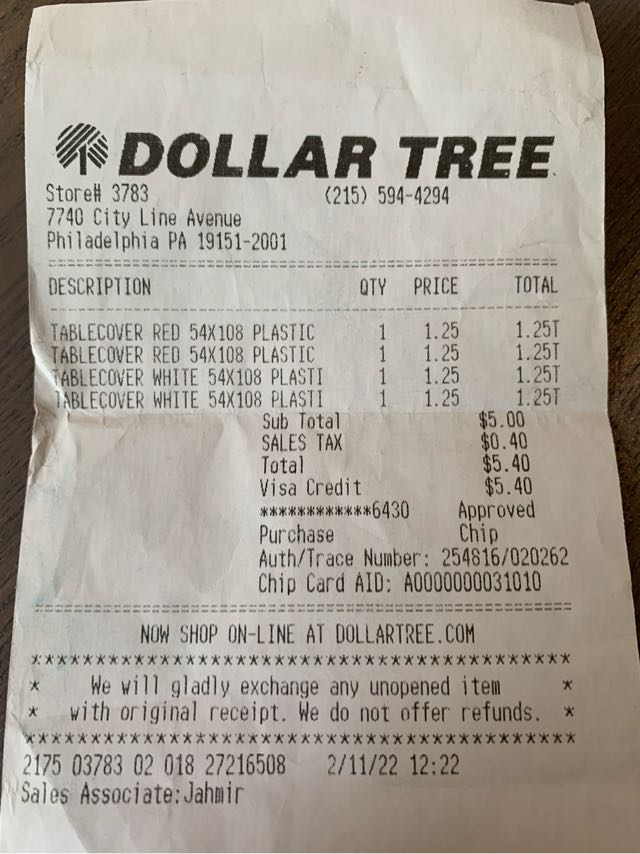 DOLLAR TREE
Store# 3783 (215) 594-4294
7740 City Line Avenue
Philadelphia PA 19151-2001
DESCRIPTION QTY PRICE TOTAL
TABLECOVER RED 54X108 PLASTIC 1 1.25 1.25T
TABLECOVER RED 54X108 PLASTIC 1 1.25 1.25T
TABLECOVER WHITE 54X108 PLASTI 1 1.25 1.25T
TABLECOVER WHITE 54X108 PLASTI 1 1.25 1.25T
Sub Total $5.00
SALES TAX $0.40
Total $5.40
Visa Credit $5.40
************6430 Approved
Purchase Chip
Auth/Trace Number: 254816/020262
Chip Card AID: A0000000031010
NOW SHOP ON-LINE AT DOLLARTREE.COM
******************************************
* We will gladly exchange any unopened item *
* with original receipt. We do not offer refunds. *
******************************************
2175 03783 02 018 27216508 2/11/22 12:22
Sales Associate:Jahmir